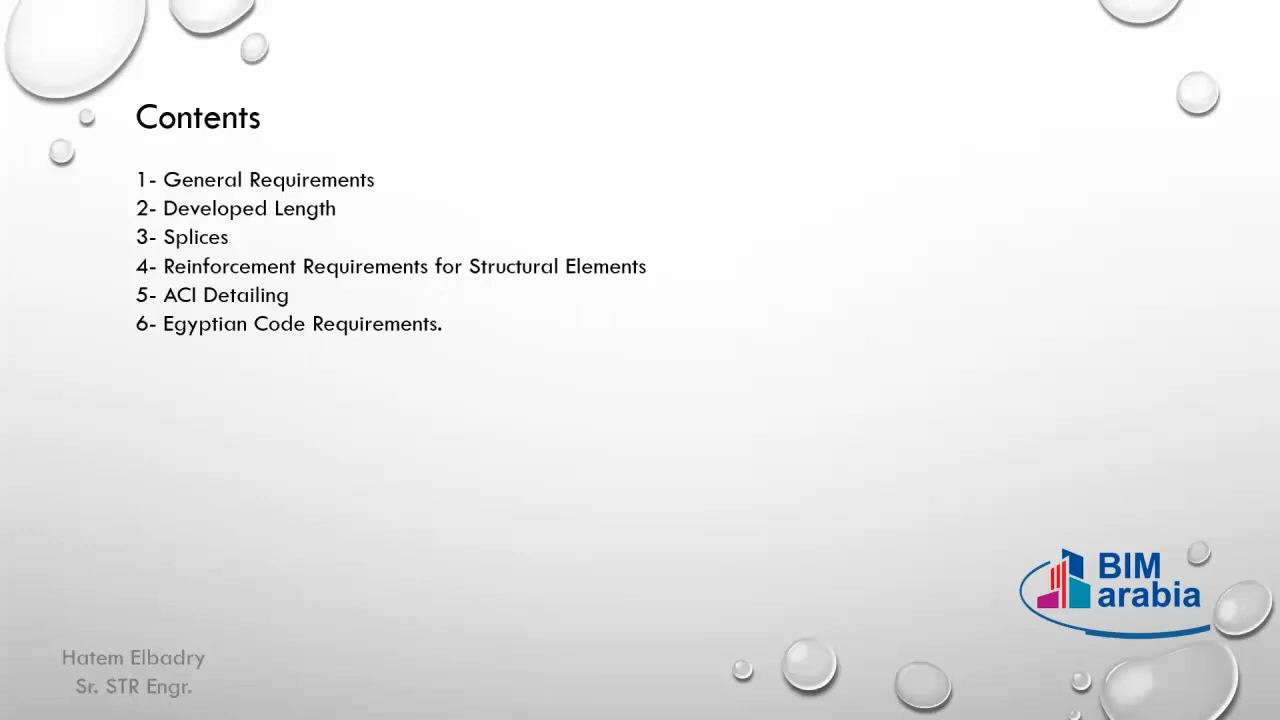 Contents
1- General Requirements
2- Developed Length
3- Splices
4- Reinforcement Requirements for Structural Elements
5- ACI Detailing
6- Egyptian Code Requirements.
BIM
arabia
Hatem Elbadry
Sr. STR Engr.